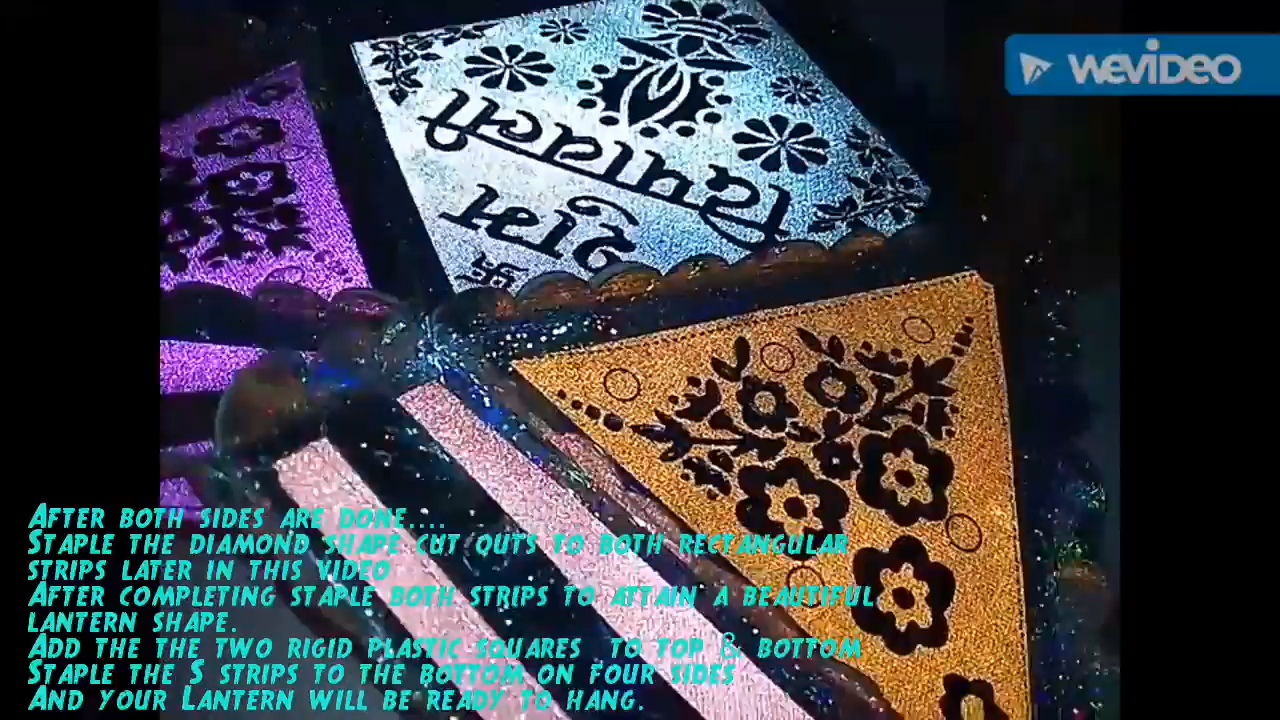 WEVIDEO
शुभ
दीपावली
AFTER BOTH SIDES ARE DONE....
STAPLE THE DIAMOND SHAPE CUT OUTS TO BOTH RECTANGULAR
STRIPS LATER IN THIS VIDEO
AFTER COMPLETING STAPLE BOTH STRIPS TO ATTAIN A BEAUTIFUL
LANTERN SHAPE.
ADD THE THE TWO RIGID PLASTIC SQUARES TO TOP & BOTTOM
STAPLE THE S STRIPS TO THE BOTTOM ON FOUR SIDES
AND YOUR LANTERN WILL BE READY TO HANG.